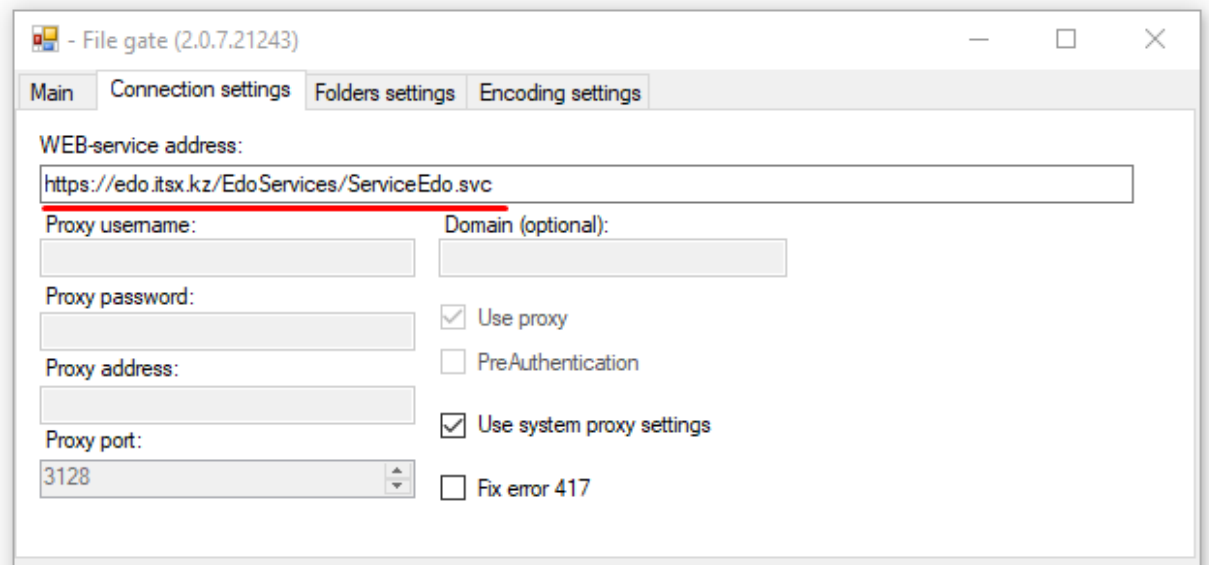 - File gate (2.0.7.21243)
Main Connection settings Folders settings Encoding settings
WEB-service address:
https://edo.itsx.kz/EdoServices/ServiceEdo.svc
Proxy username: Domain (optional):
Proxy password:
Use proxy
PreAuthentication
Proxy address:
Use system proxy settings
Proxy port:
3128
Fix error 417